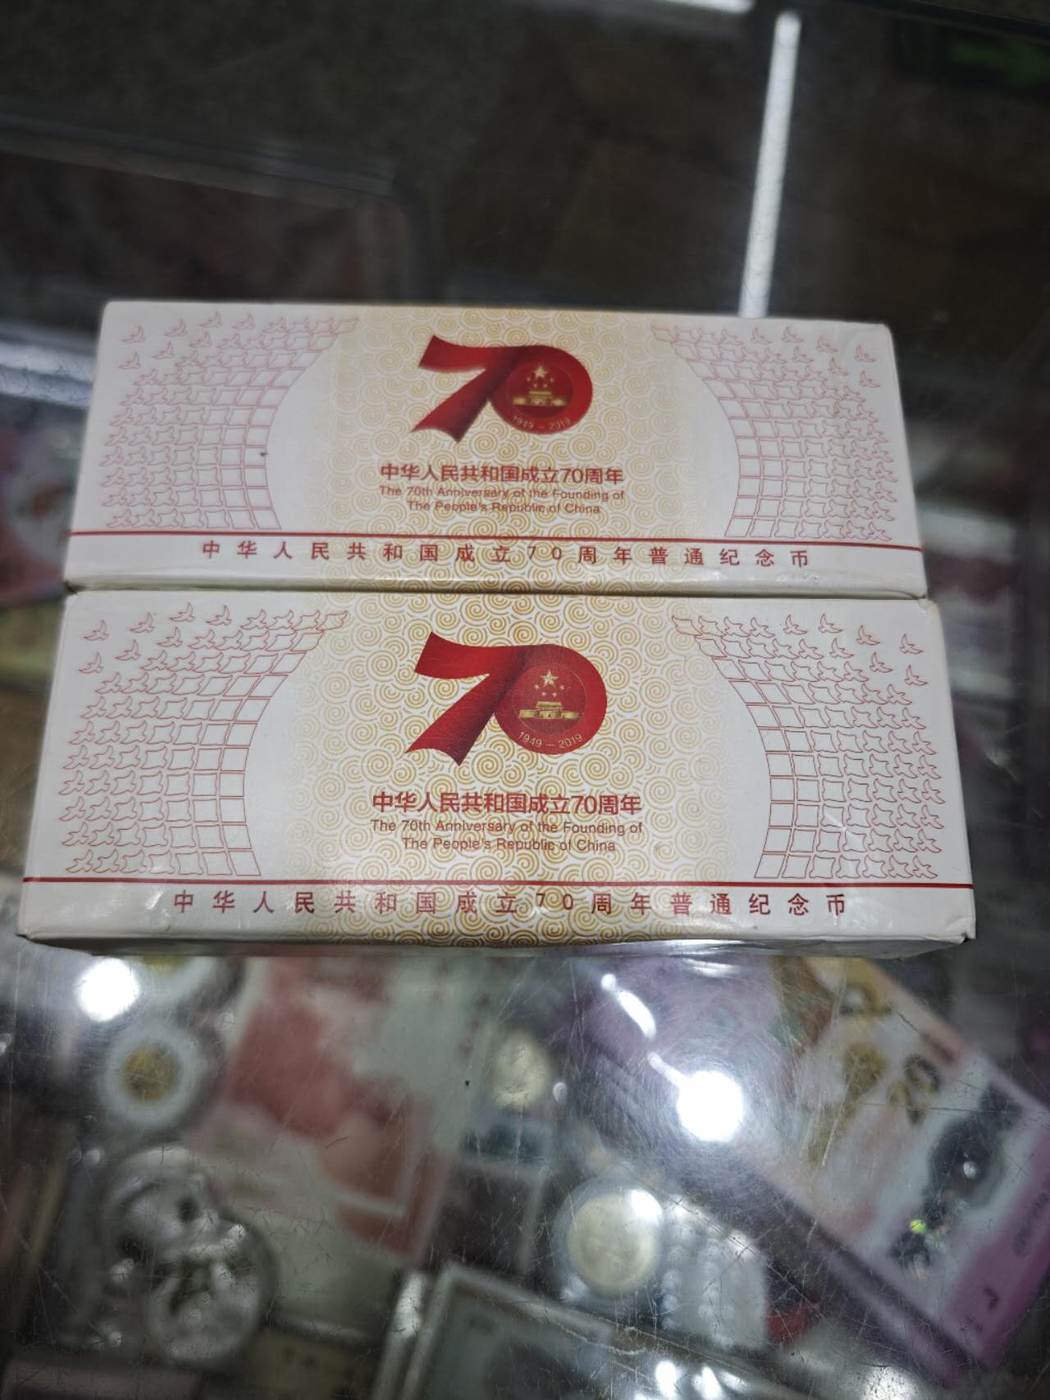 1949 — 2019
中华人民共和国成立70周年
The 70th Anniversary of the Founding of
The People's Republic of China
中华人民共和国成立70周年普通纪念币
1949 — 2019
中华人民共和国成立70周年
The 70th Anniversary of the Founding of
The People's Republic of China
中华人民共和国成立70周年普通纪念币